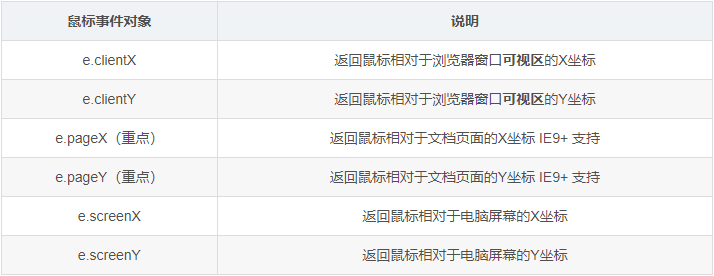 鼠标事件对象 说明
e.clientX 返回鼠标相对于浏览器窗口可视区的X坐标
e.clientY 返回鼠标相对于浏览器窗口可视区的Y坐标
e.pageX（重点） 返回鼠标相对于文档页面的X坐标 IE9+ 支持
e.pageY（重点） 返回鼠标相对于文档页面的Y坐标 IE9+ 支持
e.screenX 返回鼠标相对于电脑屏幕的X坐标
e.screenY 返回鼠标相对于电脑屏幕的Y坐标